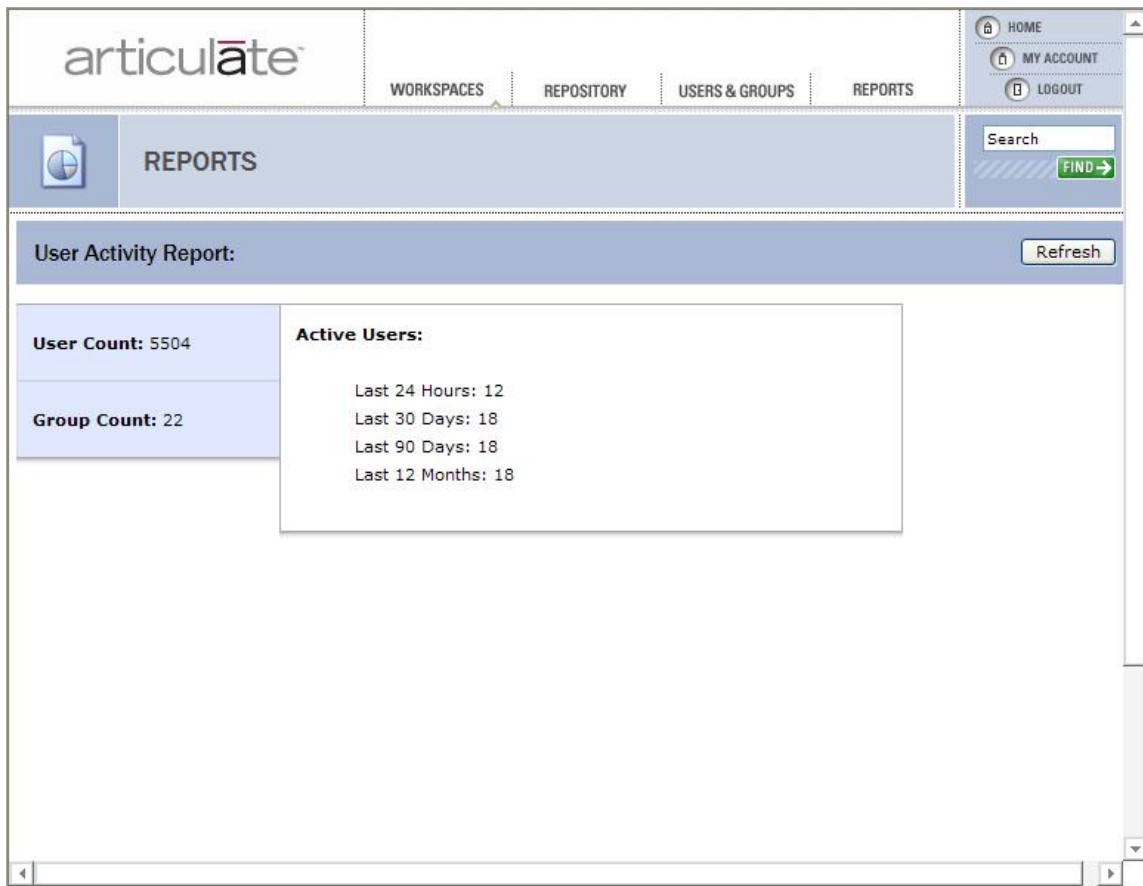 articulāte
WORKSPACES
REPOSITORY
USERS & GROUPS
REPORTS
HOME
MY ACCOUNT
LOGOUT
REPORTS
Search
FIND
User Activity Report:
Refresh
User Count: 5504
Group Count: 22
Active Users:
Last 24 Hours: 12
Last 30 Days: 18
Last 90 Days: 18
Last 12 Months: 18